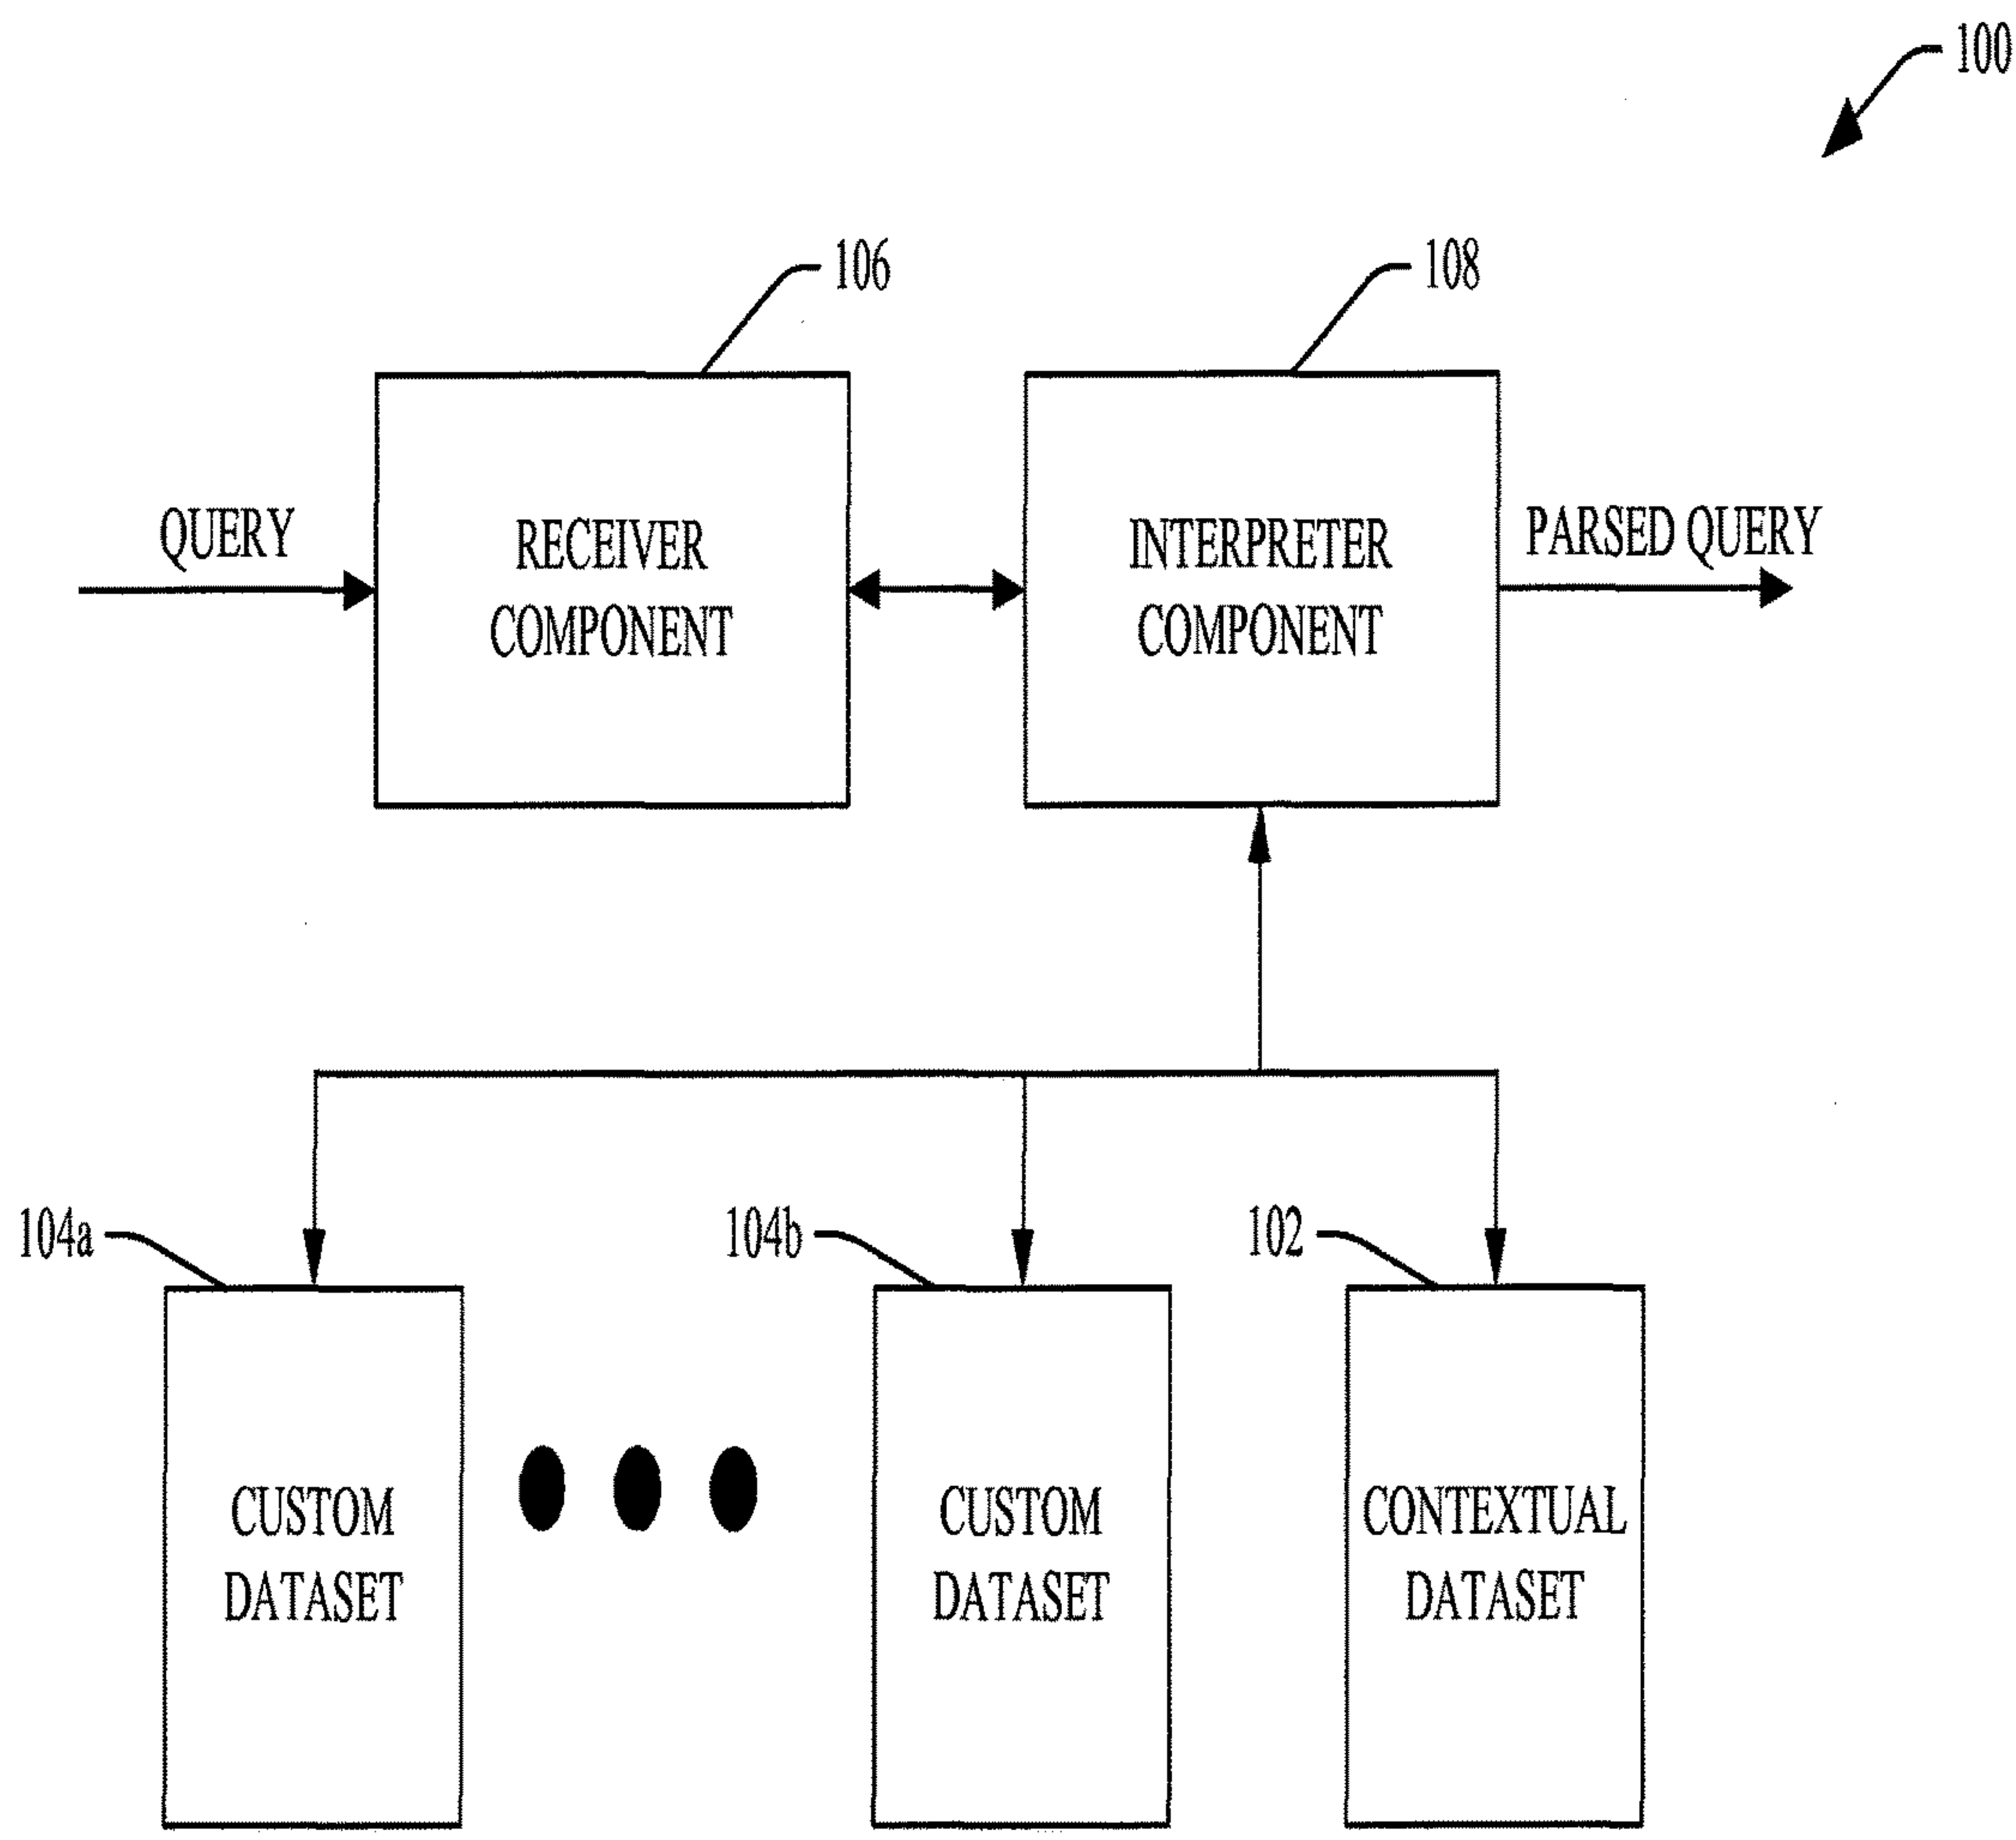 100
106
108
QUERY
RECEIVER
COMPONENT
INTERPRETER
COMPONENT
PARSED QUERY
104a
104b
102
CUSTOM
DATASET
CUSTOM
DATASET
CONTEXTUAL
DATASET